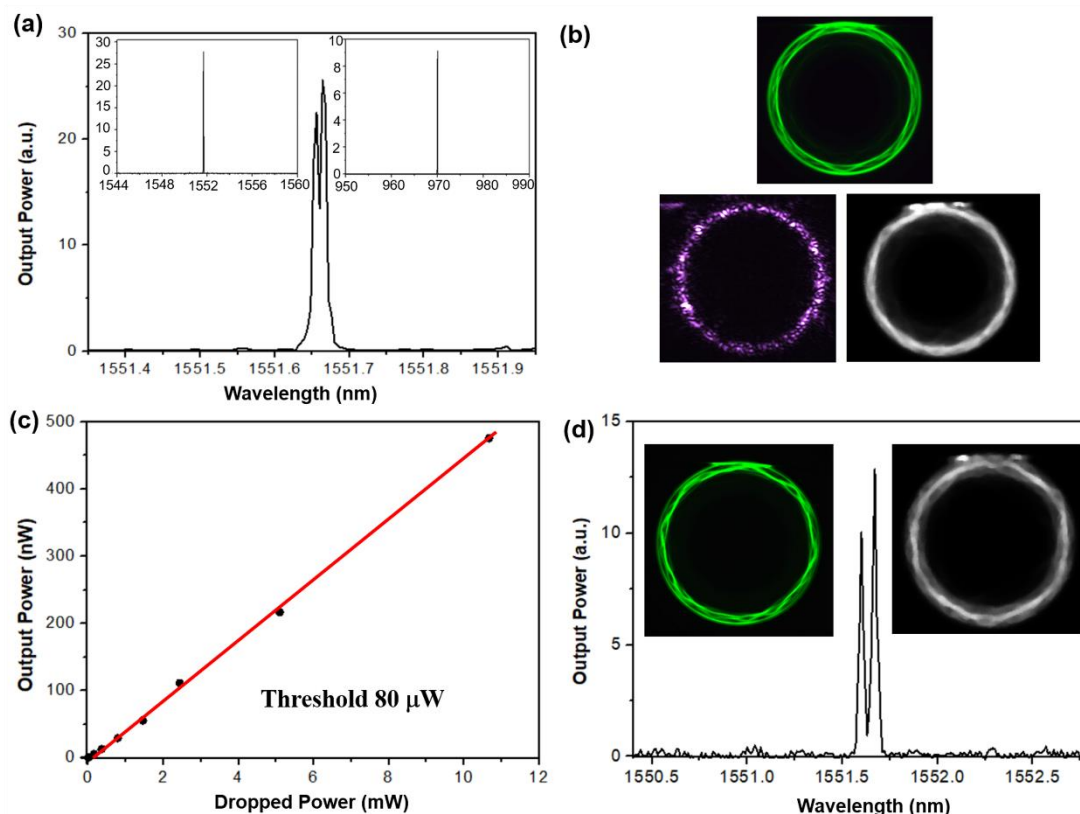 (a)
30
20
10
0
Output Power (a.u.)
1551.4 1551.5 1551.6 1551.7 1551.8 1551.9
Wavelength (nm)
30
25
20
15
10
5
0
1544 1548 1552 1556 1560
10
8
6
4
2
0
950 960 970 980 985 990
(b)
(c)
500
400
300
200
100
0
Output Power (nW)
Threshold 80 μW
0 2 4 6 8 10 12
Dropped Power (mW)
(d)
15
10
5
0
Output Power (a.u.)
1550.5 1551.0 1551.5 1552.0 1552.5
Wavelength (nm)